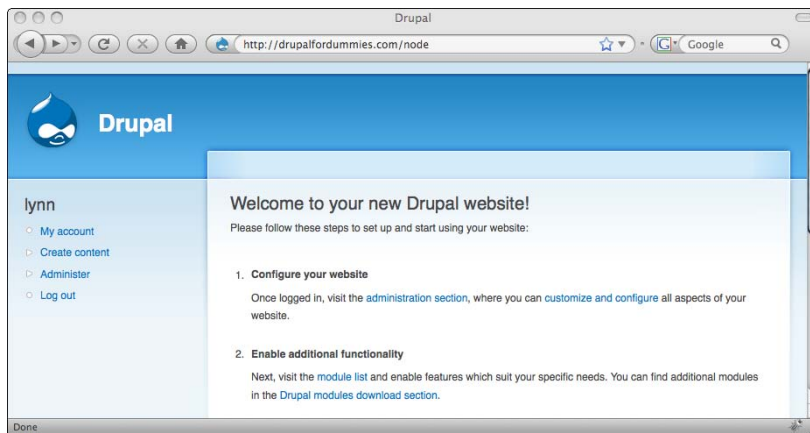 Drupal
http://drupalfordummies.com/node
G
Google
Drupal
lynn
My account
Create content
Administer
Log out
Welcome to your new Drupal website!
Please follow these steps to set up and start using your website:
1. Configure your website
Once logged in, visit the administration section, where you can customize and configure all aspects of your
website.
2. Enable additional functionality
Next, visit the module list and enable features which suit your specific needs. You can find additional modules
in the Drupal modules download section.
Done